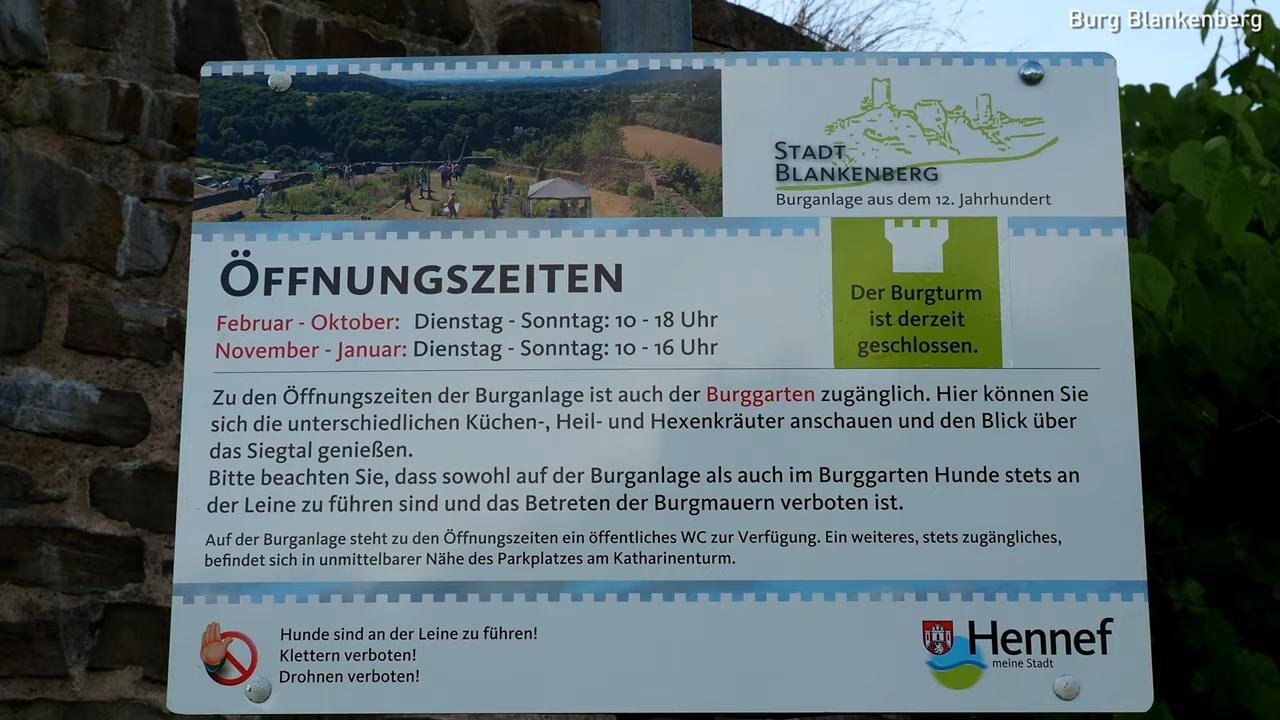 Burg Blankenberg
STADT
BLANKENBERG
Burganlage aus dem 12. Jahrhundert
ÖFFNUNGSZEITEN
Februar - Oktober: Dienstag - Sonntag: 10 - 18 Uhr
November - Januar: Dienstag - Sonntag: 10 - 16 Uhr
Der Burgturm
ist derzeit
geschlossen.
Zu den Öffnungszeiten der Burganlage ist auch der Burggarten zugänglich. Hier können Sie
sich die unterschiedlichen Küchen-, Heil- und Hexenkräuter anschauen und den Blick über
das Siegtal genießen.
Bitte beachten Sie, dass sowohl auf der Burganlage als auch im Burggarten Hunde stets an
der Leine zu führen sind und das Betreten der Burgmauern verboten ist.
Auf der Burganlage steht zu den Öffnungszeiten ein öffentliches WC zur Verfügung. Ein weiteres, stets zugängliches,
befindet sich in unmittelbarer Nähe des Parkplatzes am Katharinenturm.
Hunde sind an der Leine zu führen!
Klettern verboten!
Drohnen verboten!
Hennef
meine Stadt